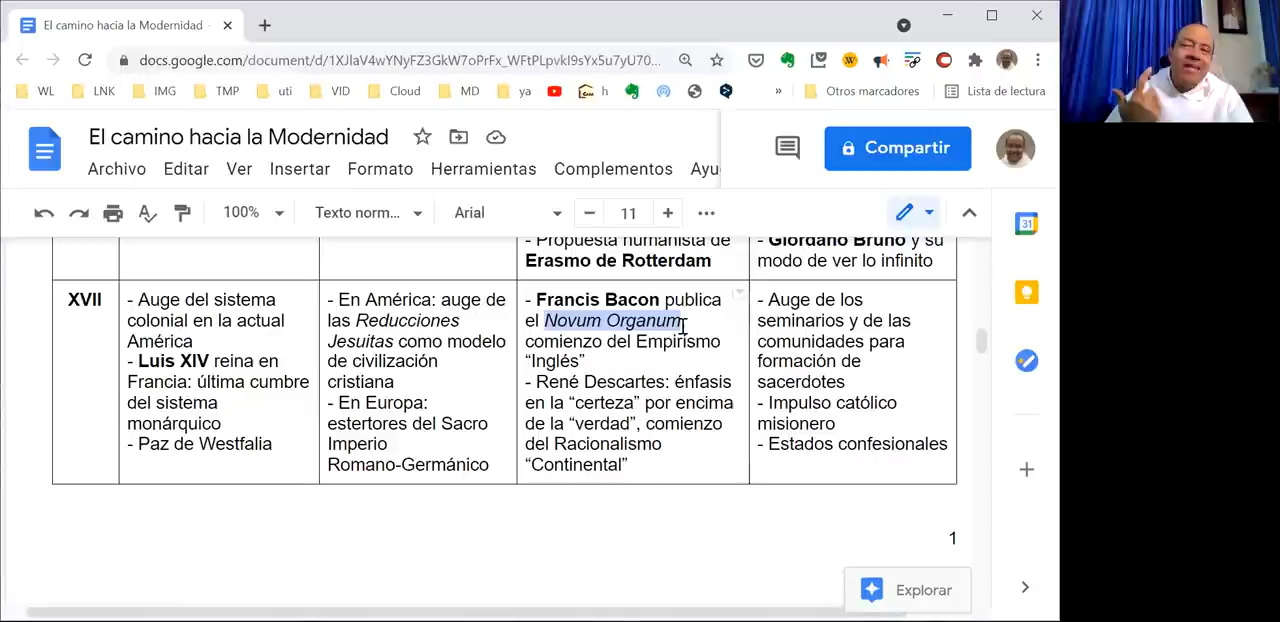 El camino hacia la Modernidad
docs.google.com/document/d/1XJlaV4wYNyFZ3GkW7oPrFx_WFtPLpvkI9sYx5u7yU70...
WL LNK IMG TMP uti VID Cloud MD ya h » Otros marcadores Lista de lectura
El camino hacia la Modernidad
Compartir
Archivo Editar Ver Insertar Formato Herramientas Complementos Ayu
100% Texto norm... Arial 11
31
- Propuesta humanista de
Erasmo de Rotterdam
- Giordano Bruno y su
modo de ver lo infinito
XVII
- Auge del sistema
colonial en la actual
América
- Luis XIV reina en
Francia: última cumbre
del sistema
monárquico
- Paz de Westfalia
- En América: auge de
las Reducciones
Jesuitas como modelo
de civilización
cristiana
- En Europa:
estertores del Sacro
Imperio
Romano-Germánico
- Francis Bacon publica
el Novum Organum,
comienzo del Empirismo
“Inglés”
- René Descartes: énfasis
en la “certeza” por encima
de la “verdad”, comienzo
del Racionalismo
“Continental”
- Auge de los
seminarios y de las
comunidades para
formación de
sacerdotes
- Impulso católico
misionero
- Estados confesionales
1
Explorar